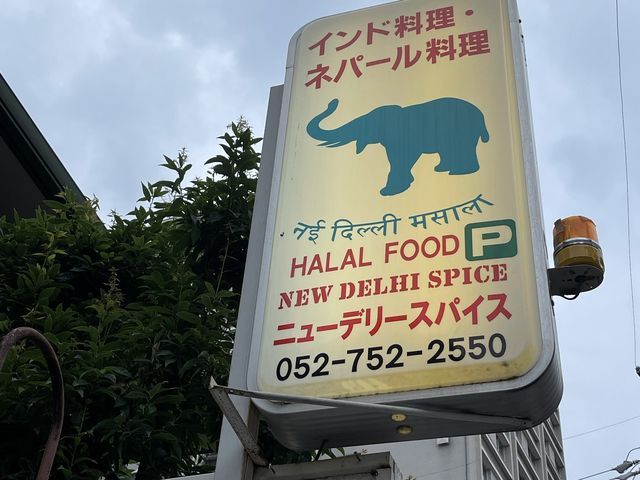 インド料理・
ネパール料理
नई दिल्ली मसाला
HALAL FOOD P
NEW DELHI SPICE
ニューデリースパイス
052-752-2550